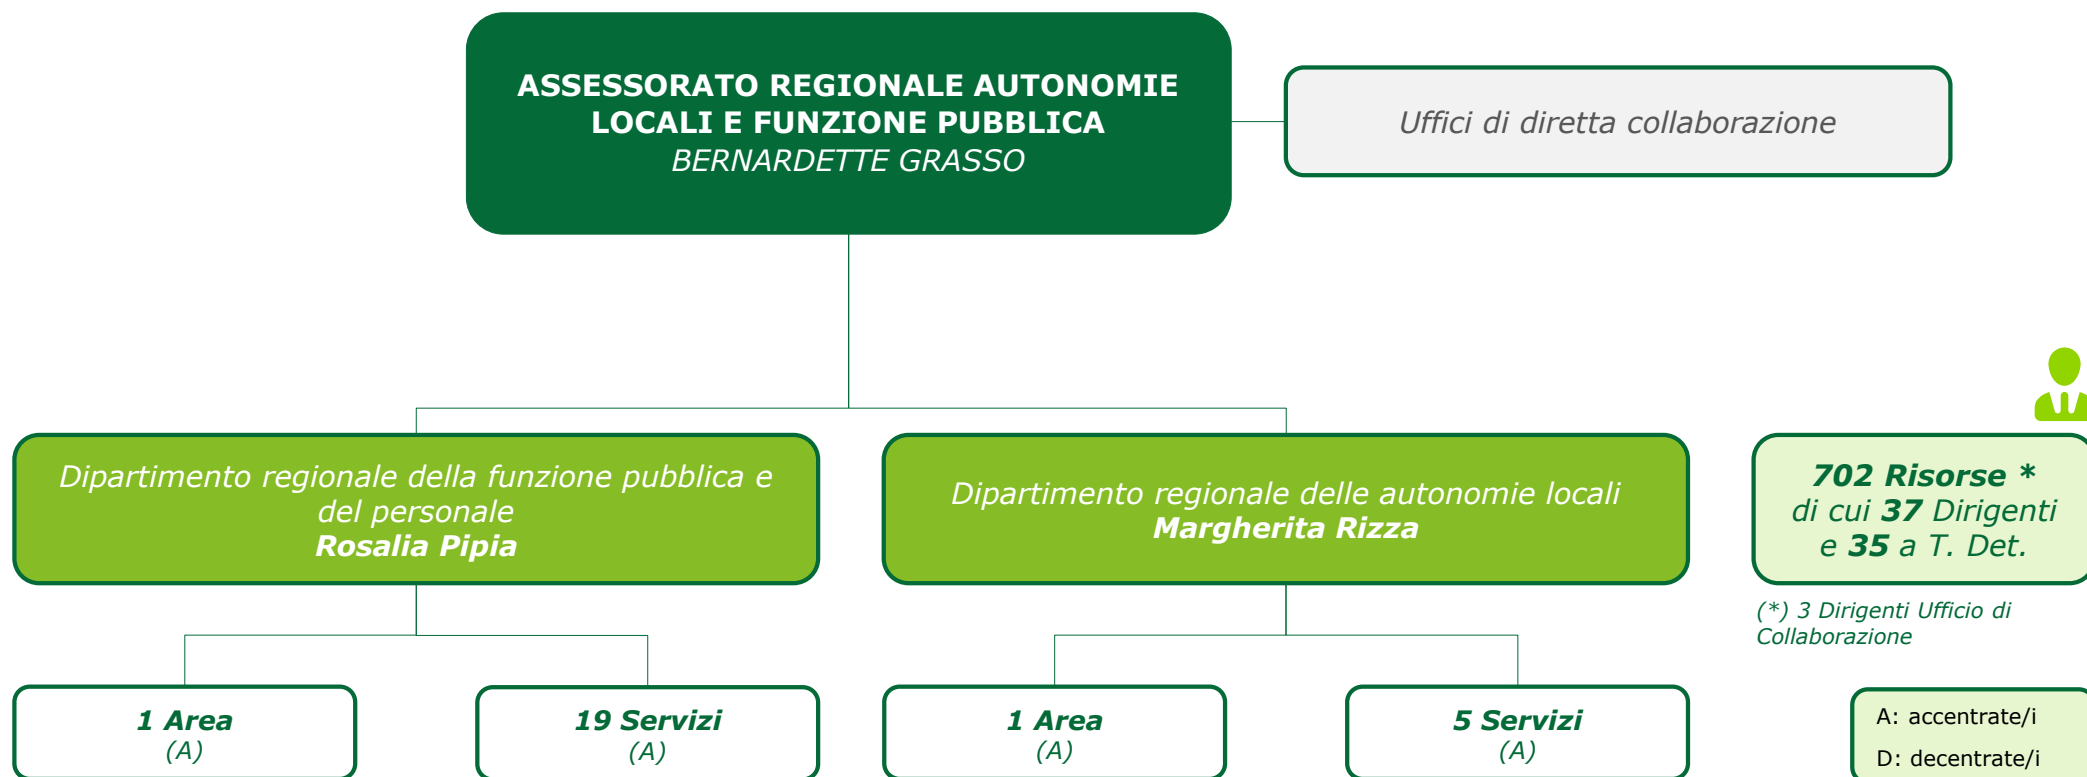 ASSESSORATO REGIONALE AUTONOMIE
LOCALI E FUNZIONE PUBBLICA
BERNARDETTE GRASSO
Uffici di diretta collaborazione
Dipartimento regionale della funzione pubblica e
del personale
Rosalia Pipia
Dipartimento regionale delle autonomie locali
Margherita Rizza
702 Risorse *
di cui 37 Dirigenti
e 35 a T. Det.
(*) 3 Dirigenti Ufficio di
Collaborazione
1 Area
(A)
19 Servizi
(A)
1 Area
(A)
5 Servizi
(A)
A: accentrate/i
D: decentrate/i